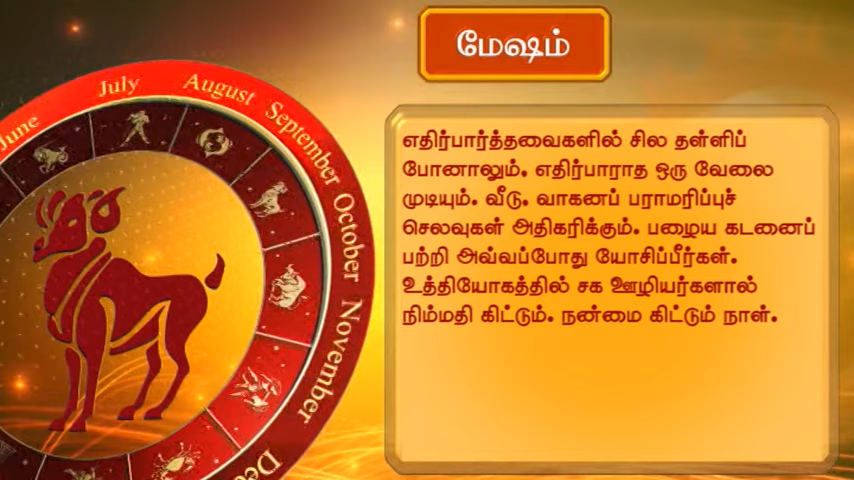 மேஷம்
June
July
August
September
October
November
எதிர்பார்த்தவைகளில் சில தள்ளிப்
போனாலும். எதிர்பாராத ஒரு வேலை
முடியும். வீடு. வாகனப் பராமரிப்புச்
செலவுகள் அதிகரிக்கும். பழைய கடனைப்
பற்றி அவ்வப்போது யோசிப்பீர்கள்.
உத்தியோகத்தில் சக ஊழியர்களால்
நிம்மதி கிட்டும். நன்மை கிட்டும் நாள்.